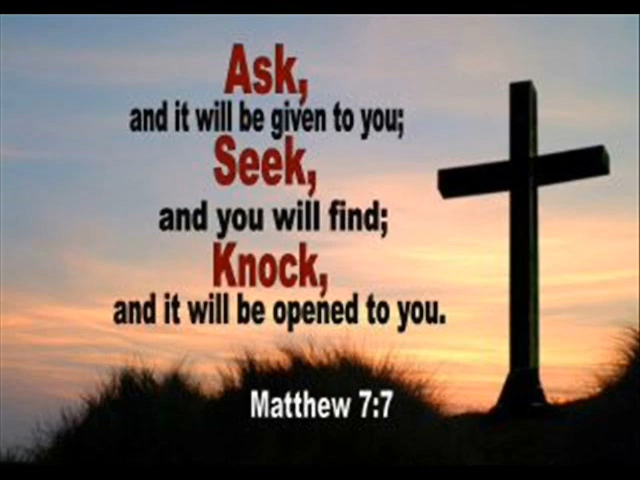 Ask,
and it will be given to you;
Seek,
and you will find;
Knock,
and it will be opened to you.
Matthew 7:7